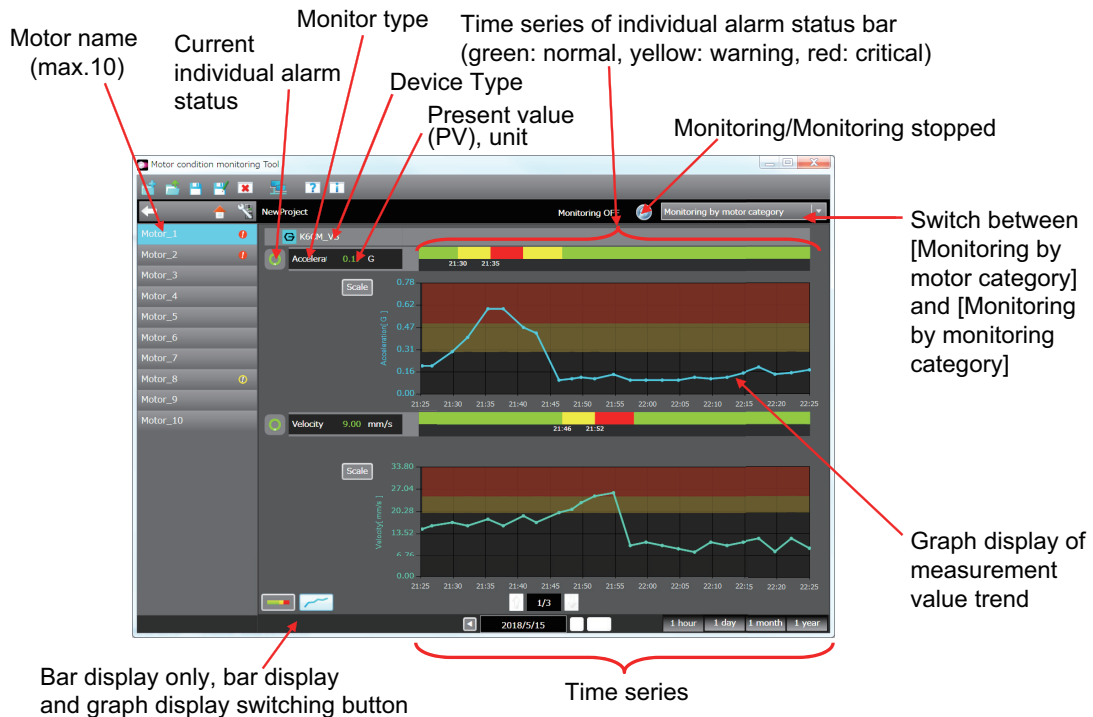 Motor name
(max.10)
Current
individual alarm
status
Monitor type
Device Type
Present value
(PV), unit
Time series of individual alarm status bar
(green: normal, yellow: warning, red: critical)
Monitoring/Monitoring stopped
Switch between
[Monitoring by
motor category]
and [Monitoring
by monitoring
category]
Graph display of
measurement
value trend
Motor condition monitoring Tool
NewProject
Monitoring OFF
Monitoring by motor category
Motor_1
Motor_2
Motor_3
Motor_4
Motor_5
Motor_6
Motor_7
Motor_8
Motor_9
Motor_10
K6CM_VB
Accelerat
G
21:30 21:35
Scale
0.78
0.62
0.47
0.31
0.16
0.00
Acceleration[ G ]
21:25 21:30 21:35 21:40 21:45 21:50 21:55 22:00 22:05 22:10 22:15 22:20 22:25
Velocity 9.00 mm/s
21:46 21:52
Scale
33.80
27.04
20.28
13.52
6.76
0.00
Velocity[ mm/s ]
21:25 21:30 21:35 21:40 21:45 21:50 21:55 22:00 22:05 22:10 22:15 22:20 22:25
1/3
2018/5/15
1 hour 1 day 1 month 1 year
Bar display only, bar display
and graph display switching button
Time series